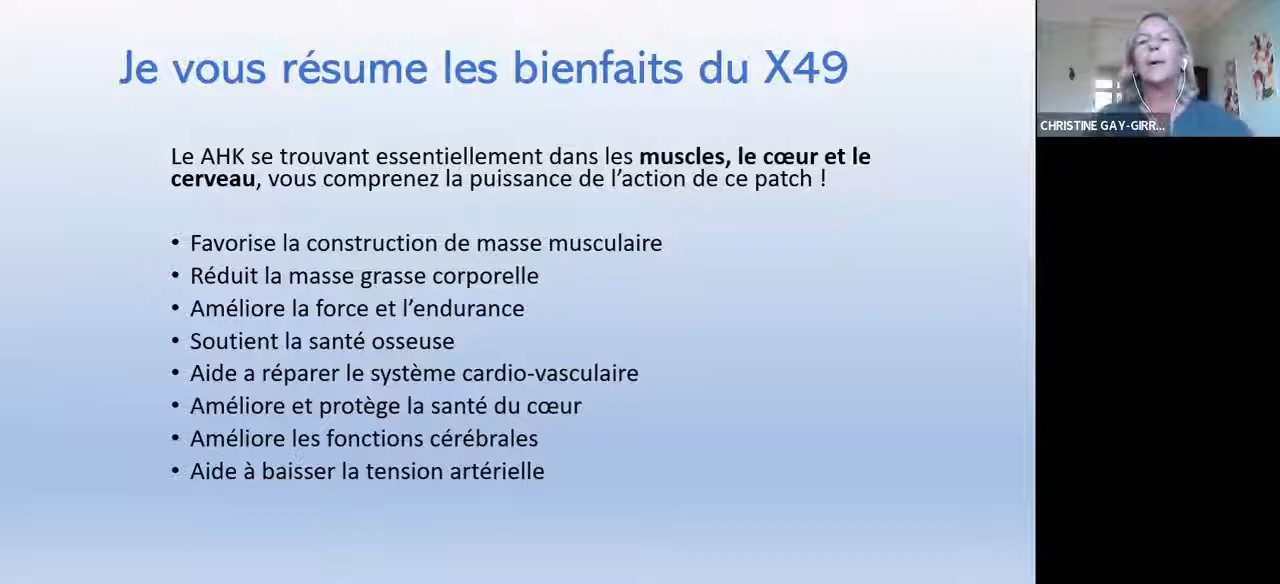 Je vous résume les bienfaits du X49
Le AHK se trouvant essentiellement dans les muscles, le cœur et le
cerveau, vous comprenez la puissance de l’action de ce patch !
• Favorise la construction de masse musculaire
• Réduit la masse grasse corporelle
• Améliore la force et l’endurance
• Soutient la santé osseuse
• Aide a réparer le système cardio-vasculaire
• Améliore et protège la santé du cœur
• Améliore les fonctions cérébrales
• Aide à baisser la tension artérielle
CHRISTINE GAY-GIRR...